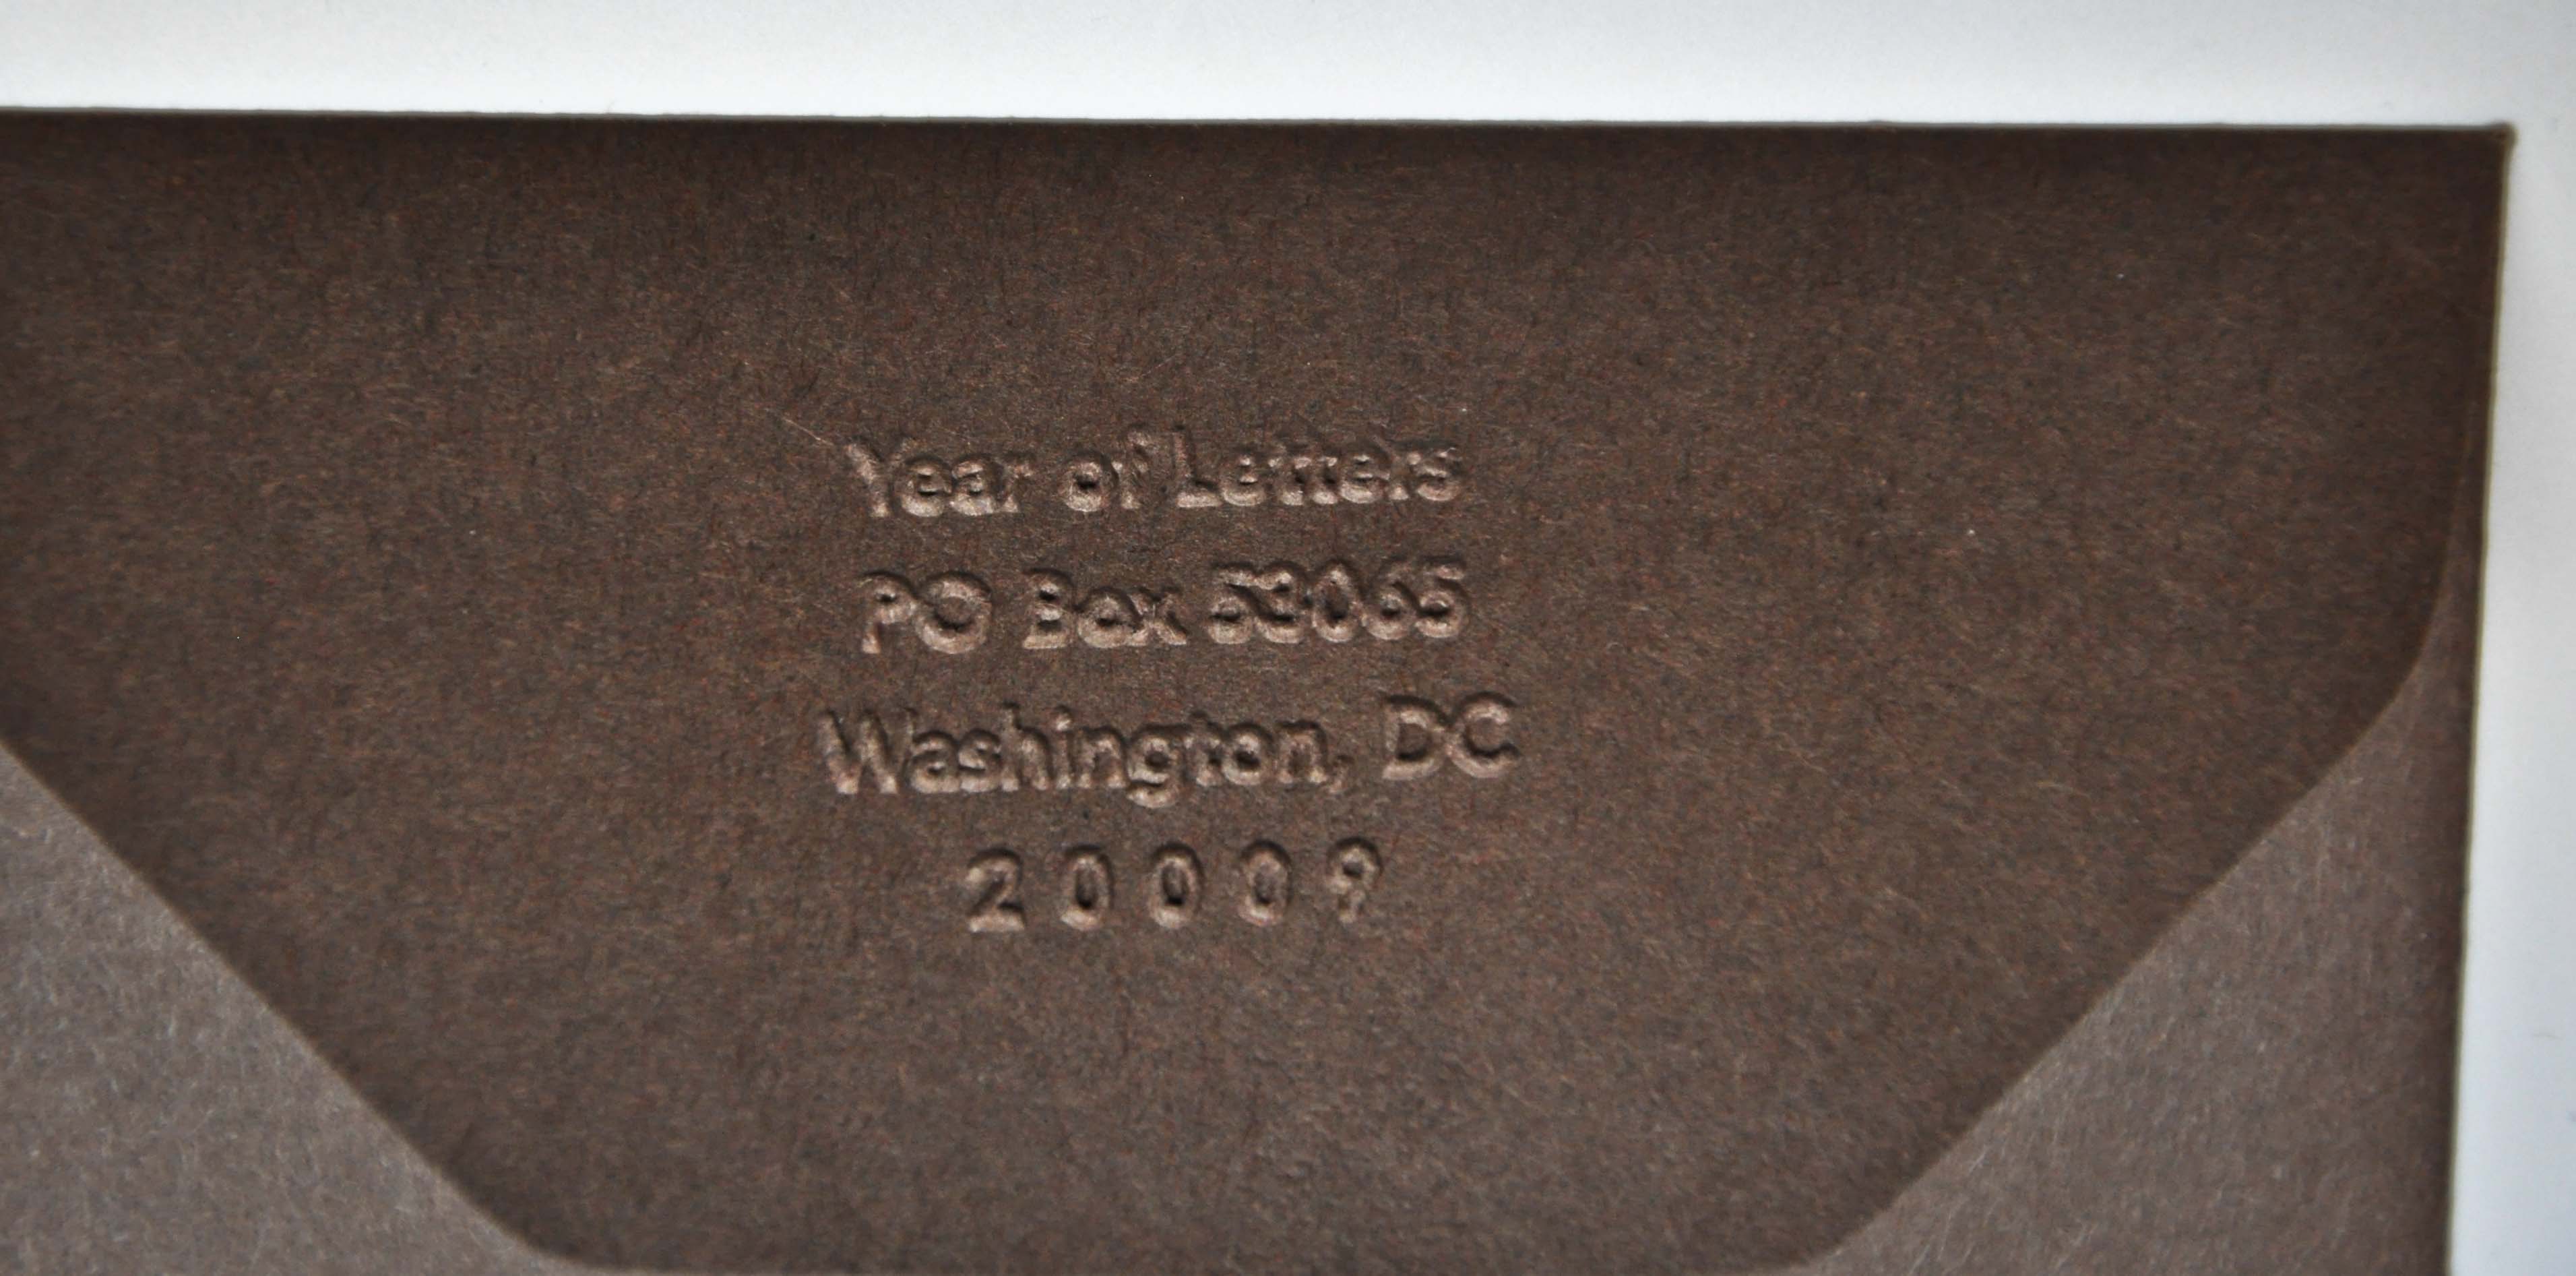 Year of Letters
PO Box 53065
Washington, DC
20009